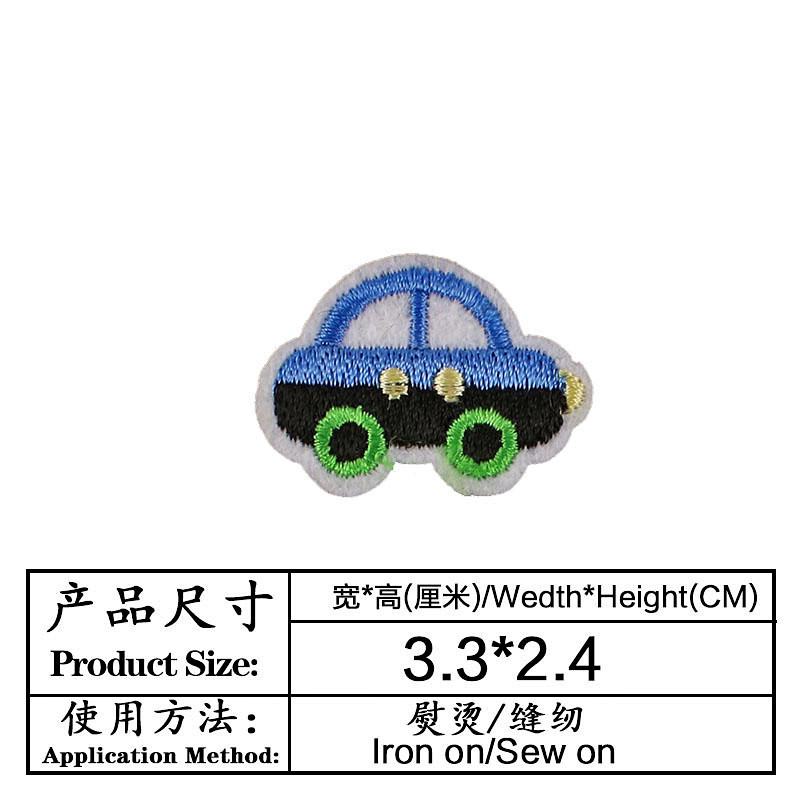 产品尺寸
Product Size:
宽*高(厘米)/Wedth*Height(CM)
3.3*2.4
使用方法：
Application Method:
熨烫/缝纫
Iron on/Sew on